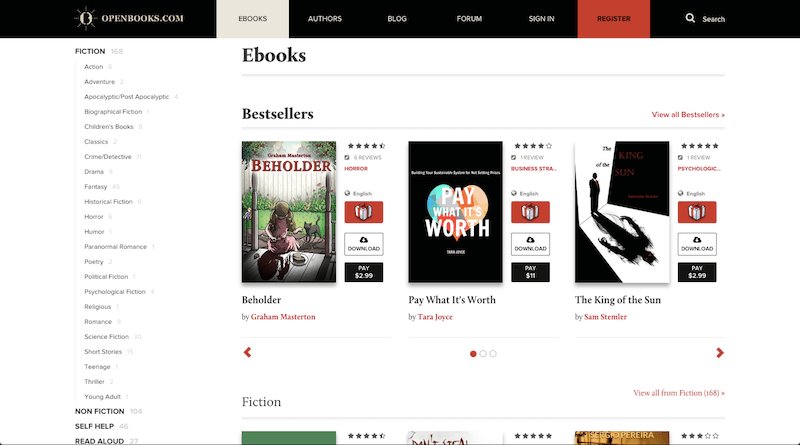 OPENBOOKS.COM
EBOOKS
AUTHORS
BLOG
FORUM
SIGN IN
REGISTER
Search
FICTION 168
Action 6
Adventure 2
Apocalyptic/Post Apocalyptic 4
Biographical Fiction 1
Children's Books 8
Classics 2
Crime/Detective 11
Drama 8
Fantasy 45
Historical Fiction 6
Horror 6
Humor 1
Paranormal Romance 1
Poetry 2
Political Fiction 1
Psychological Fiction 4
Religious 1
Romance 9
Science Fiction 30
Short Stories 15
Teenage 1
Thriller 2
Young Adult 1
NON FICTION 104
SELF HELP 46
READ ALOUD 27
Ebooks
Bestsellers
View all Bestsellers »
Graham Masterton
BEHOLDER
6 REVIEWS
HORROR
English
DOWNLOAD
PAY
$2.99
Beholder
by Graham Masterton
Building Your Sustainable System for Not Setting Prices
PAY
WHAT IT'S
WORTH
TARA JOYCE
1 REVIEW
BUSINESS STRA...
English
DOWNLOAD
PAY
$11
Pay What It's Worth
by Tara Joyce
The
KING
of the
SUN
1 REVIEW
PSYCHOLOGIC...
English
DOWNLOAD
PAY
$2.99
The King of the Sun
by Sam Stemler
Fiction
View all from Fiction (168) »
DON'T STEAL
SERGIO PEREIRA